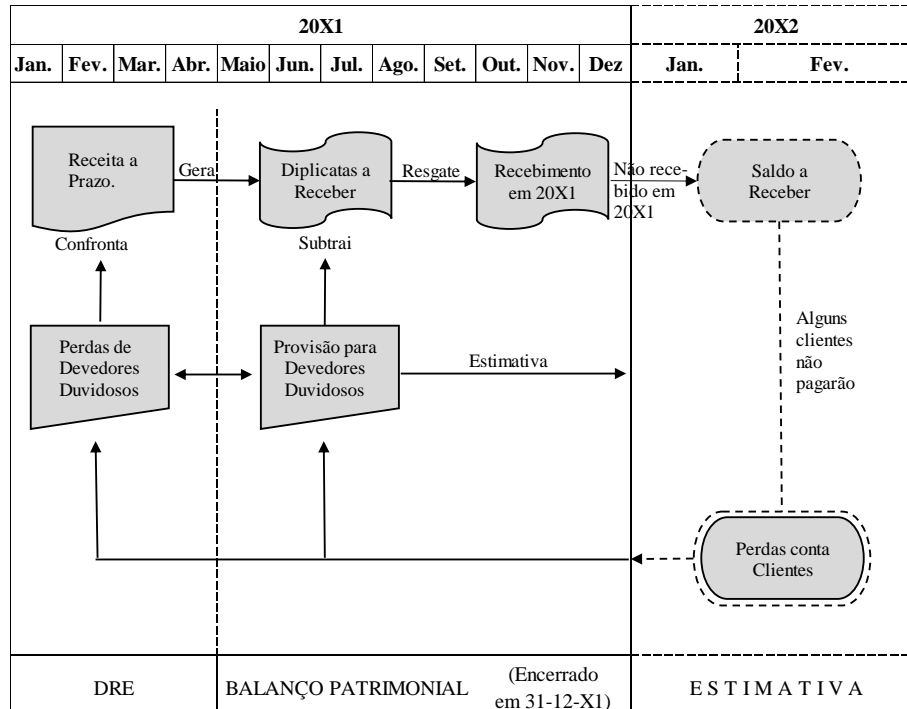 20X1
20X2
Jan. Fev. Mar. Abr. Maio Jun. Jul. Ago. Set. Out. Nov. Dez Jan. Fev.
Receita a
Prazo.
Gera
Diplicatas a
Receber
Resgate
Recebimento
em 20X1
Não rece-
bido em
20X1
Saldo a
Receber
Confronta
Subtrai
Perdas de
Devedores
Duvidosos
Provisão para
Devedores
Duvidosos
Estimativa
Alguns
clientes
não
pagarão
Perdas conta
Clientes
DRE
BALANÇO PATRIMONIAL
(Encerrado
em 31-12-X1)
E S T I M A T I V A